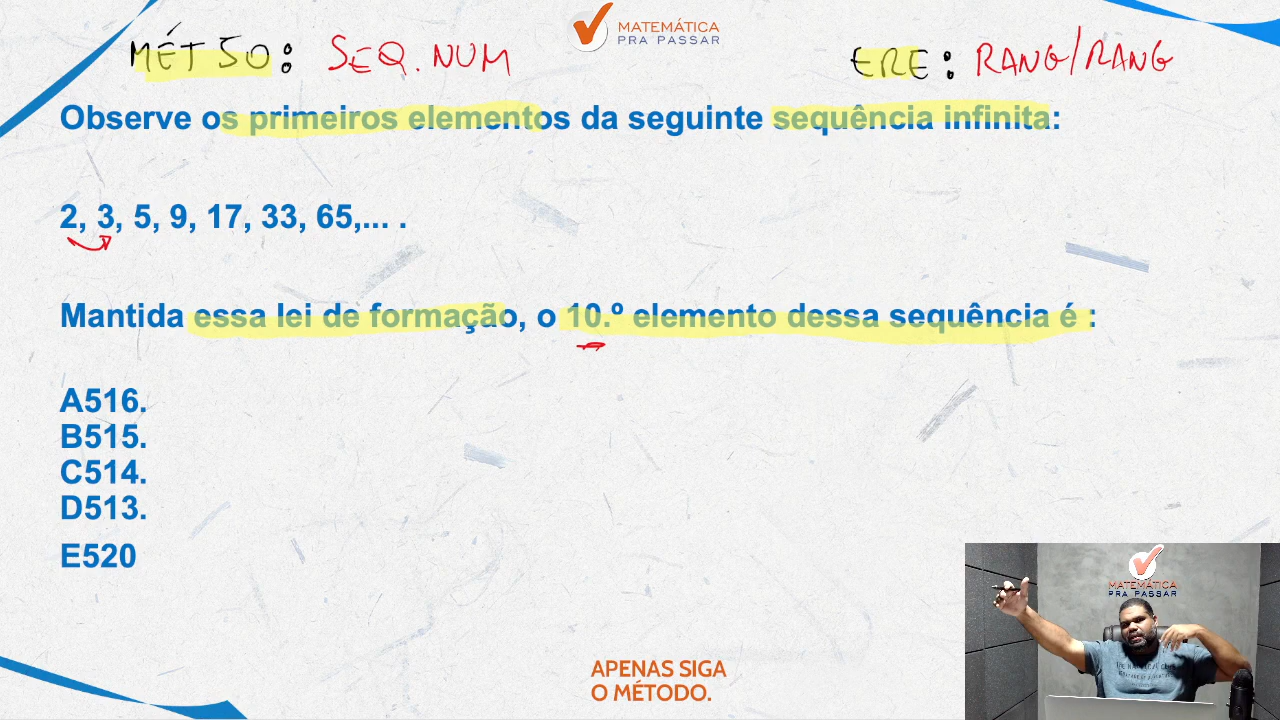 MATEMÁTICA
PRA PASSAR
MÉT 50: SEQ. NUM
ERE: RANG/RANG
Observe os primeiros elementos da seguinte sequência infinita:
2, 3, 5, 9, 17, 33, 65,... .
Mantida essa lei de formação, o 10.º elemento dessa sequência é :
A516.
B515.
C514.
D513.
E520
MATEMÁTICA
PRA PASSAR
APENAS SIGA
O MÉTODO.